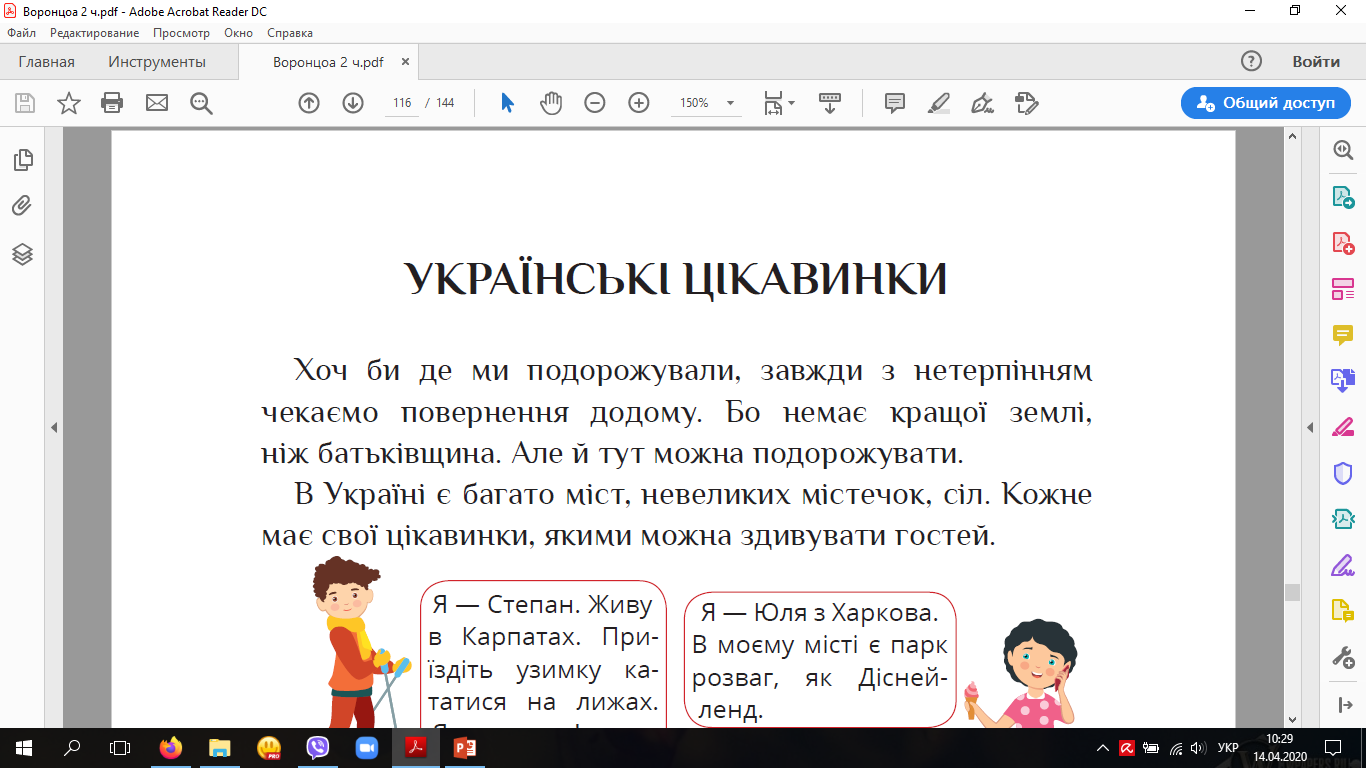 Воронцоа 2 ч.pdf - Adobe Acrobat Reader DC
Файл Редактирование Просмотр Окно Справка
Главная Инструменты Воронцоа 2 ч.pdf × Войти
116 / 144 150% Общий доступ
УКРАЇНСЬКІ ЦІКАВИНКИ
Хоч би де ми подорожували, завжди з нетерпінням
чекаємо повернення додому. Бо немає кращої землі,
ніж батьківщина. Але й тут можна подорожувати.
В Україні є багато міст, невеликих містечок, сіл. Кожне
має свої цікавинки, якими можна здивувати гостей.
Я — Степан. Живу
в Карпатах. При-
їздіть узимку ка-
татися на лижах.
Я — Юля з Харкова.
В моєму місті є парк
розваг, як Дісней-
ленд.
УКР
10:29
14.04.2020